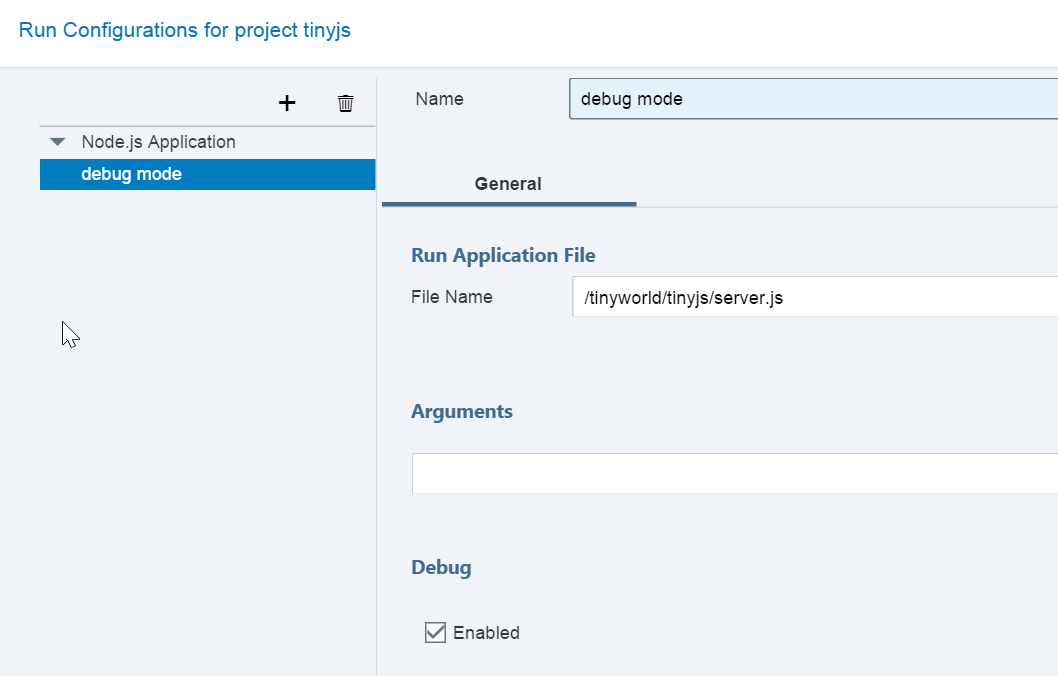 Run Configurations for project tinyjs
Node.js Application
debug mode
Name
debug mode
General
Run Application File
File Name
/tinyworld/tinyjs/server.js
Arguments
Debug
Enabled